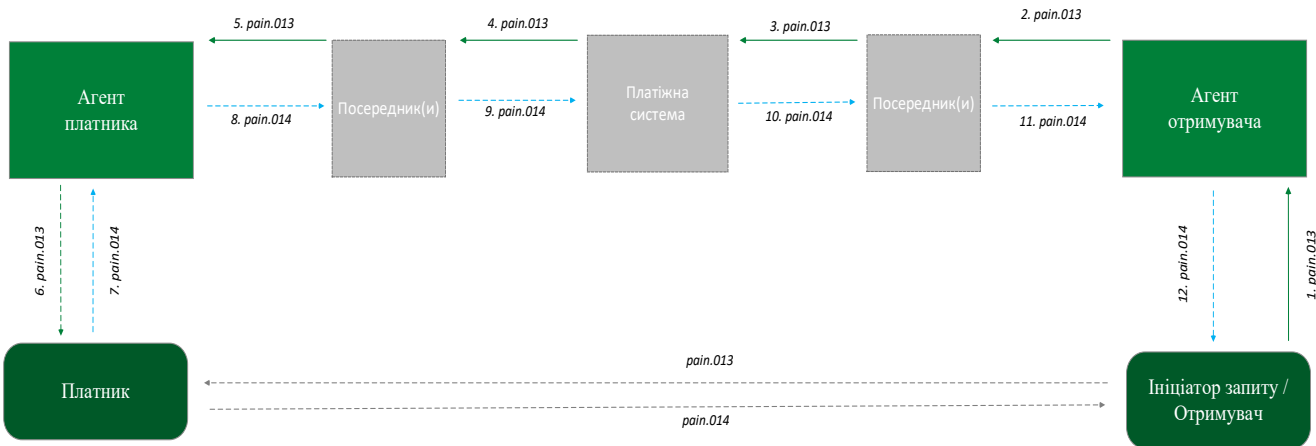 5. pain.013
4. pain.013
3. pain.013
2. pain.013
Агент
платника
Посередник(и)
Платіжна
система
Посередник(и)
Агент
отримувача
8. pain.014
9. pain.014
10. pain.014
11. pain.014
6. pain.013
7. pain.014
12. pain.014
1. pain.013
Платник
pain.013
pain.014
Ініціатор запиту /
Отримувач